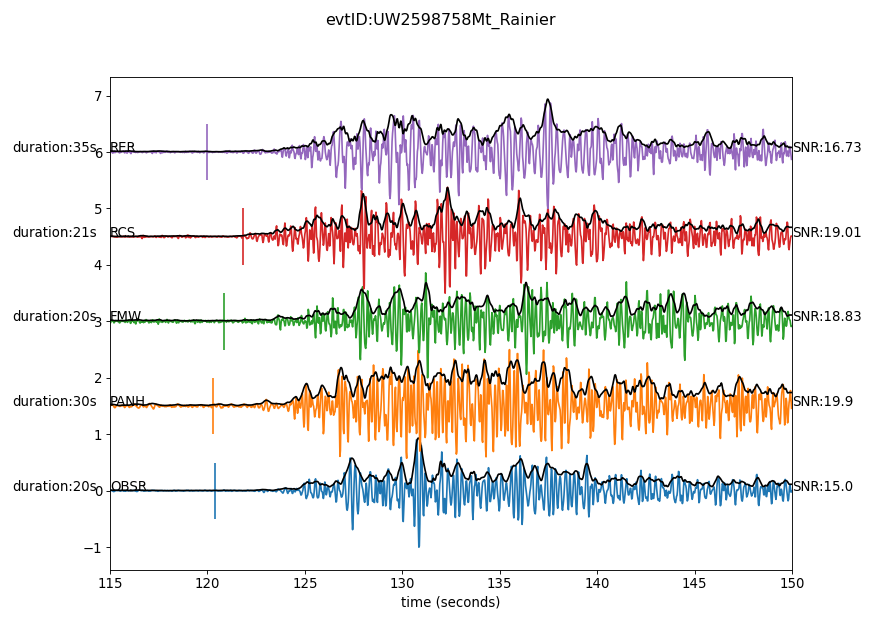 evtID:UW2598758Mt_Rainier
7
duration:35s RER SNR:16.73
6
5
duration:21s RCS SNR:19.01
4
duration:20s FMW SNR:18.83
3
2
duration:30s PANH SNR:19.9
1
duration:20s OBSR SNR:15.0
0
−1
115 120 125 130 135 140 145 150
time (seconds)